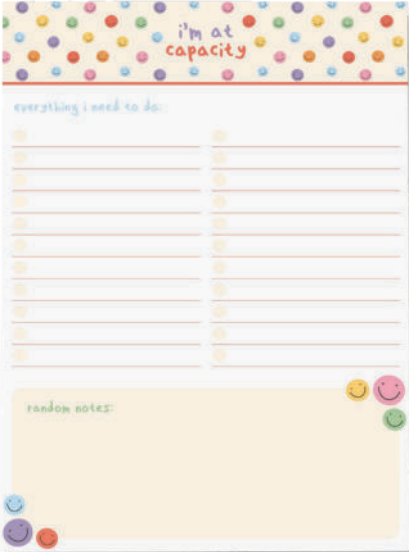 i'm at
capacity
everything i need to do:
random notes: